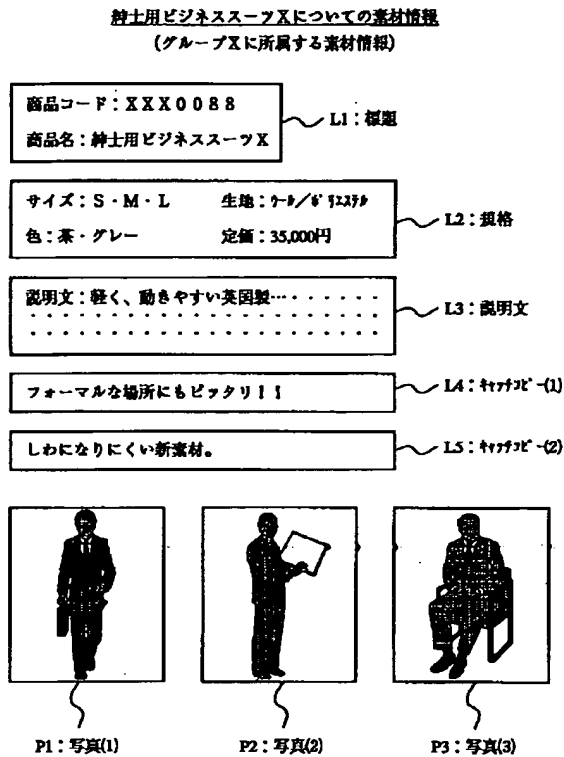 紳士用ビジネススーツXについての素材情報
(グループXに所属する素材情報)
商品コード：XXX0088
商品名：紳士用ビジネススーツX
L1：標題
サイズ：S・M・L　生地：ウール／ポリエステル
色：茶・グレー　定価：35,000円
L2：規格
説明文：軽く、動きやすい英国製…・・・・・・
L3：説明文
フォーマルな場所にもピッタリ！！
L4：キャッチコピー(1)
しわになりにくい新素材。
L5：キャッチコピー(2)
P1：写真(1)　P2：写真(2)　P3：写真(3)